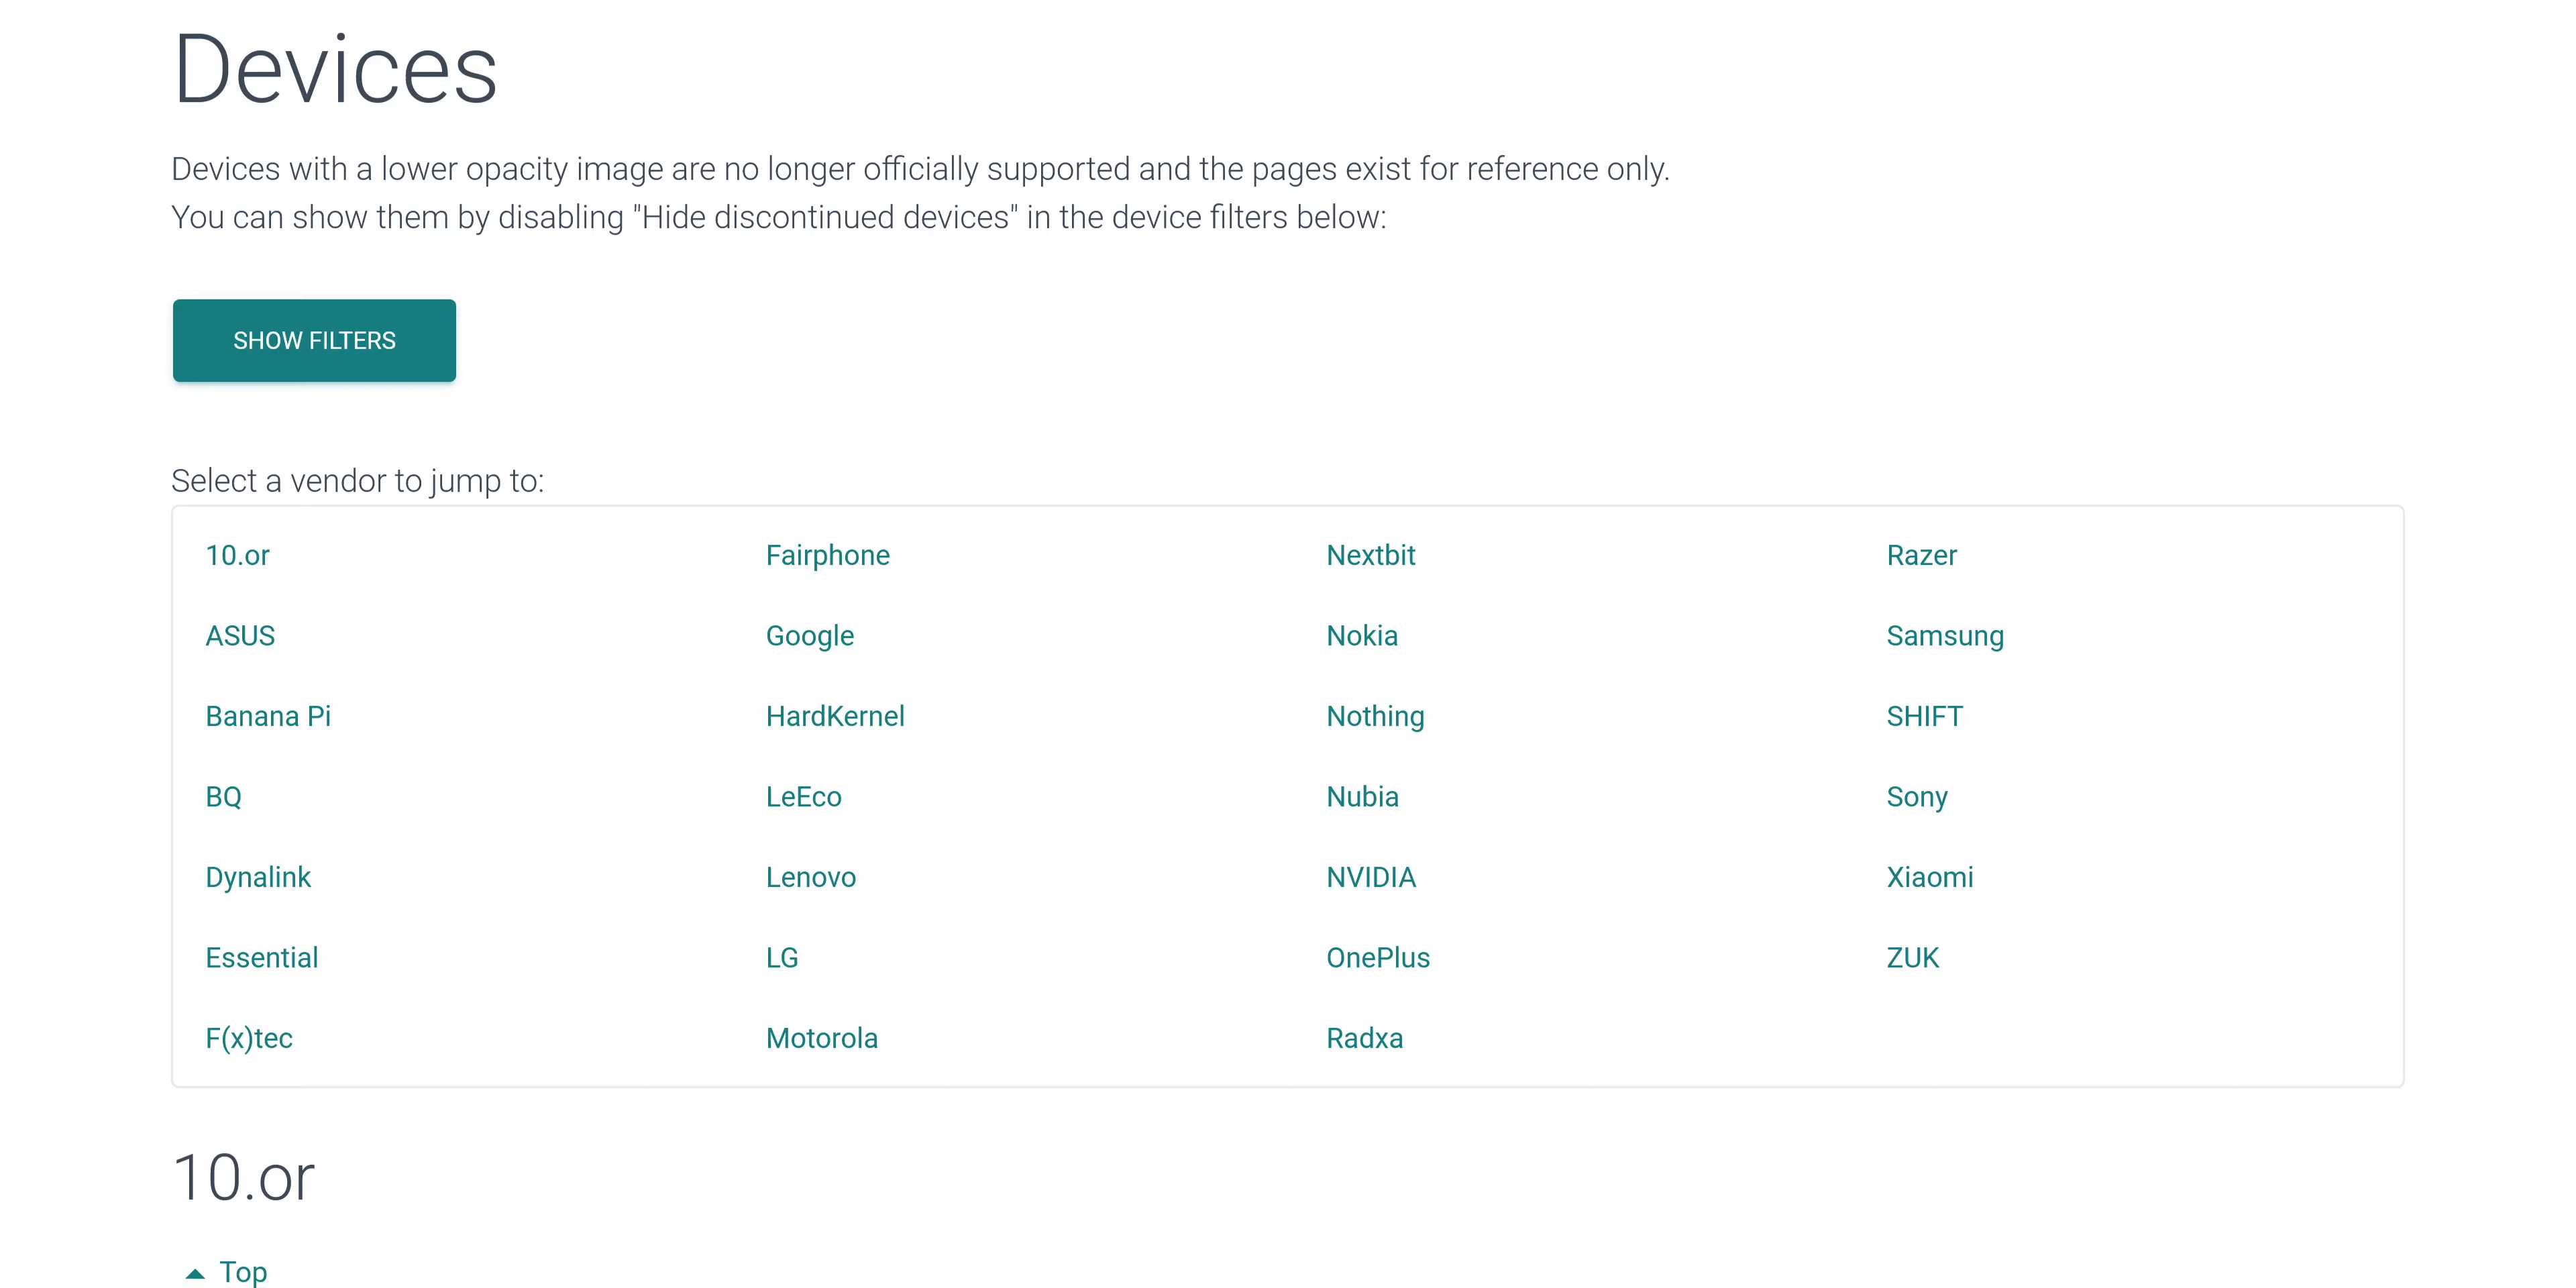 Devices
Devices with a lower opacity image are no longer officially supported and the pages exist for reference only.
You can show them by disabling "Hide discontinued devices" in the device filters below:
SHOW FILTERS
Select a vendor to jump to:
10.or
ASUS
Banana Pi
BQ
Dynalink
Essential
F(x)tec
Fairphone
Google
HardKernel
LeEco
Lenovo
LG
Motorola
Nextbit
Nokia
Nothing
Nubia
NVIDIA
OnePlus
Radxa
Razer
Samsung
SHIFT
Sony
Xiaomi
ZUK
10.or
Top